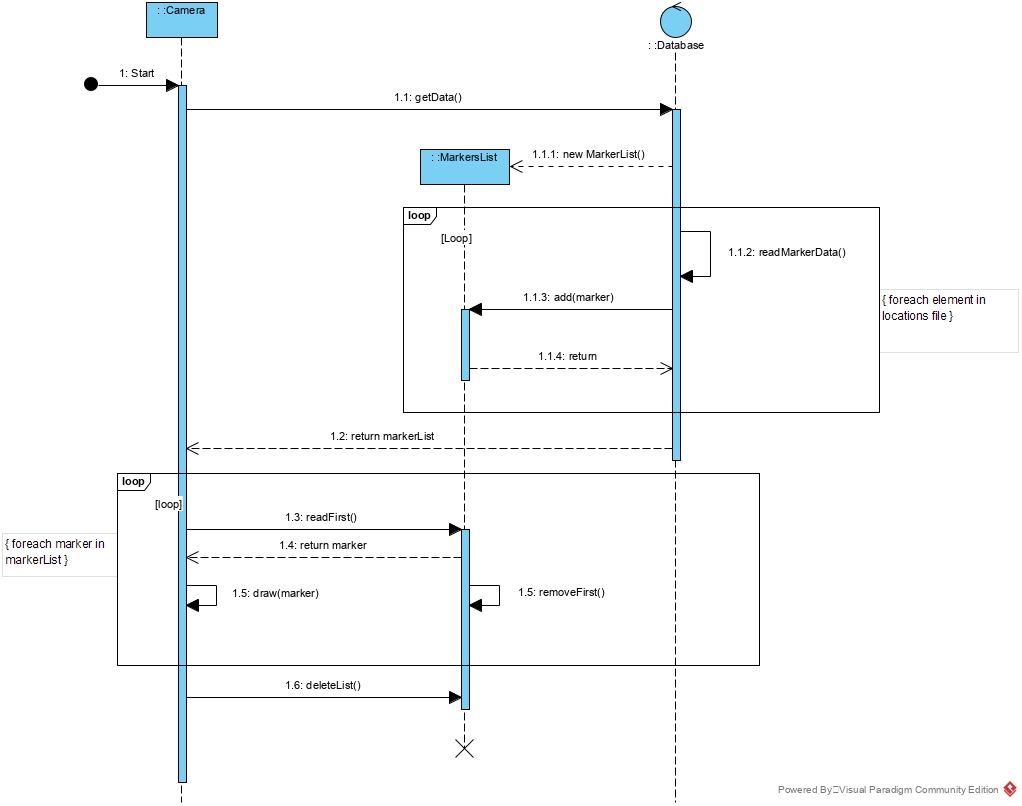 : :Camera
: :Database
1: Start
1.1: getData()
: :MarkersList
1.1.1: new MarkerList()
loop
[Loop]
1.1.2: readMarkerData()
1.1.3: add(marker)
{ foreach element in
locations file }
1.1.4: return
1.2: return markerList
loop
[loop]
1.3: readFirst()
{ foreach marker in
markerList }
1.4: return marker
1.5: draw(marker)
1.5: removeFirst()
1.6: deleteList()
Powered By Visual Paradigm Community Edition